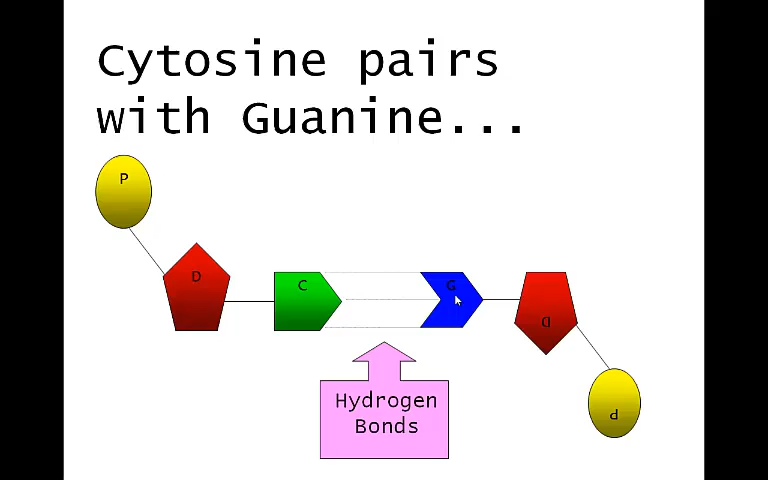 Cytosine pairs
with Guanine...
P
D
C
G
D
P
Hydrogen
Bonds